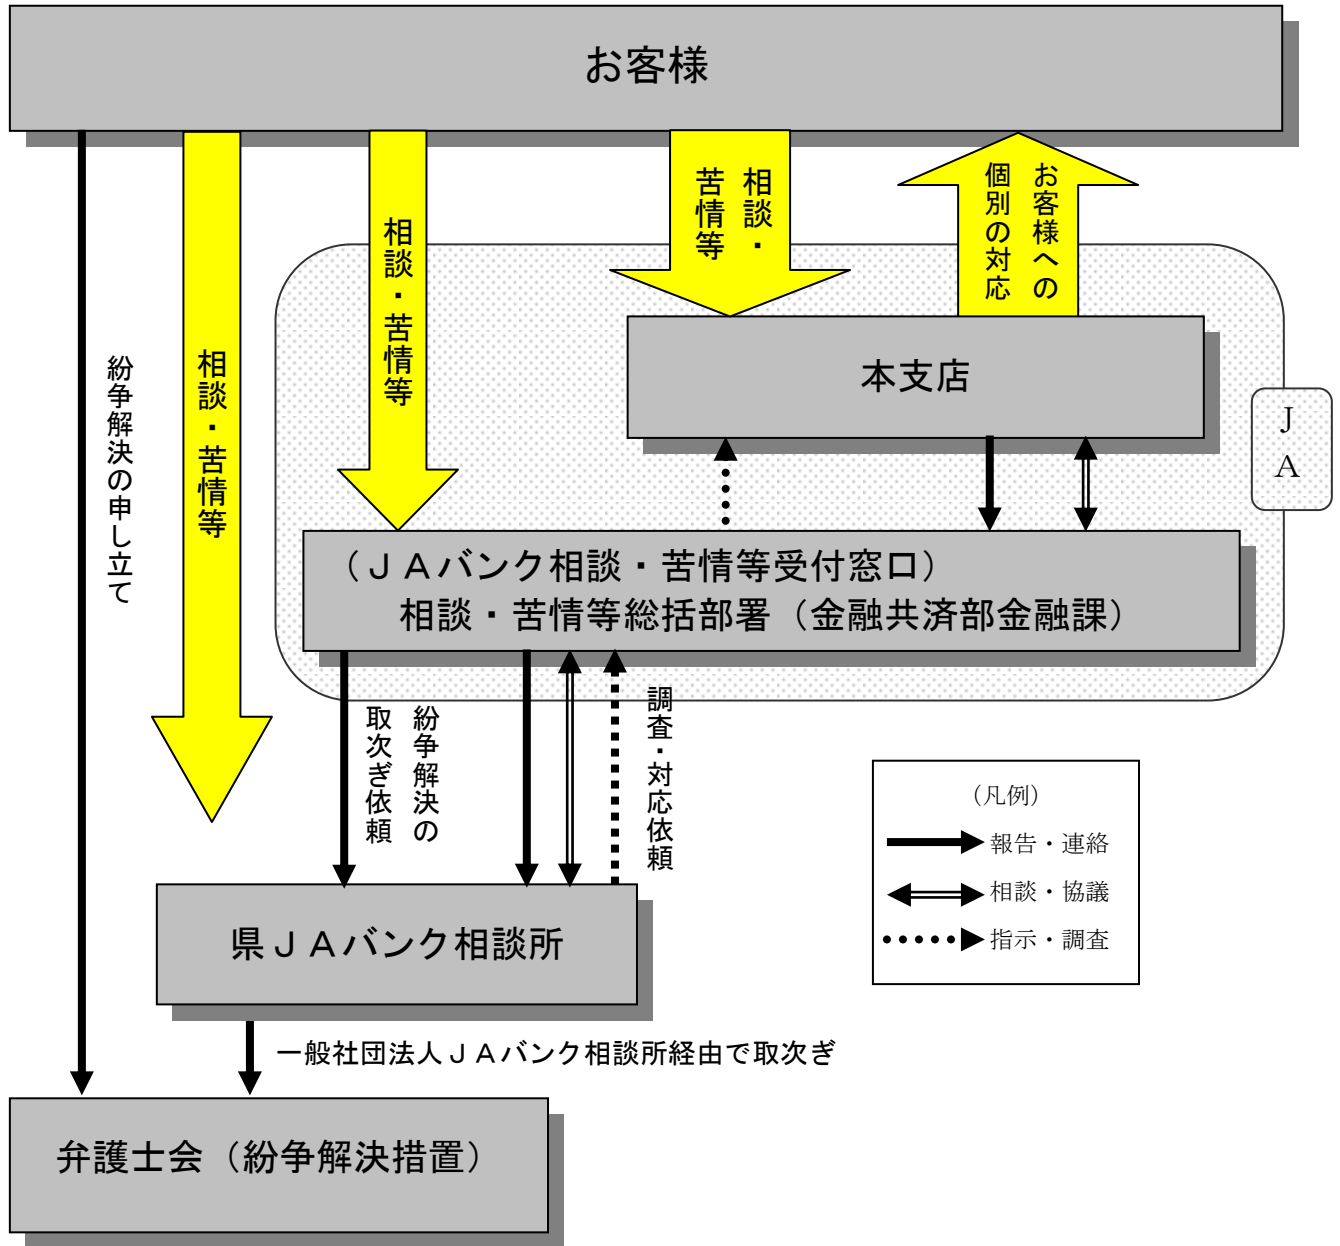 お客様
相談・
苦情等
お客様への
個別の対応
相談・苦情等
相談・苦情等
紛争解決の申し立て
本支店
ＪＡ
（ＪＡバンク相談・苦情等受付窓口）
相談・苦情等総括部署（金融共済部金融課）
紛争解決の
取次ぎ依頼
調査・対応依頼
（凡例）
報告・連絡
相談・協議
指示・調査
県ＪＡバンク相談所
一般社団法人ＪＡバンク相談所経由で取次ぎ
弁護士会（紛争解決措置）